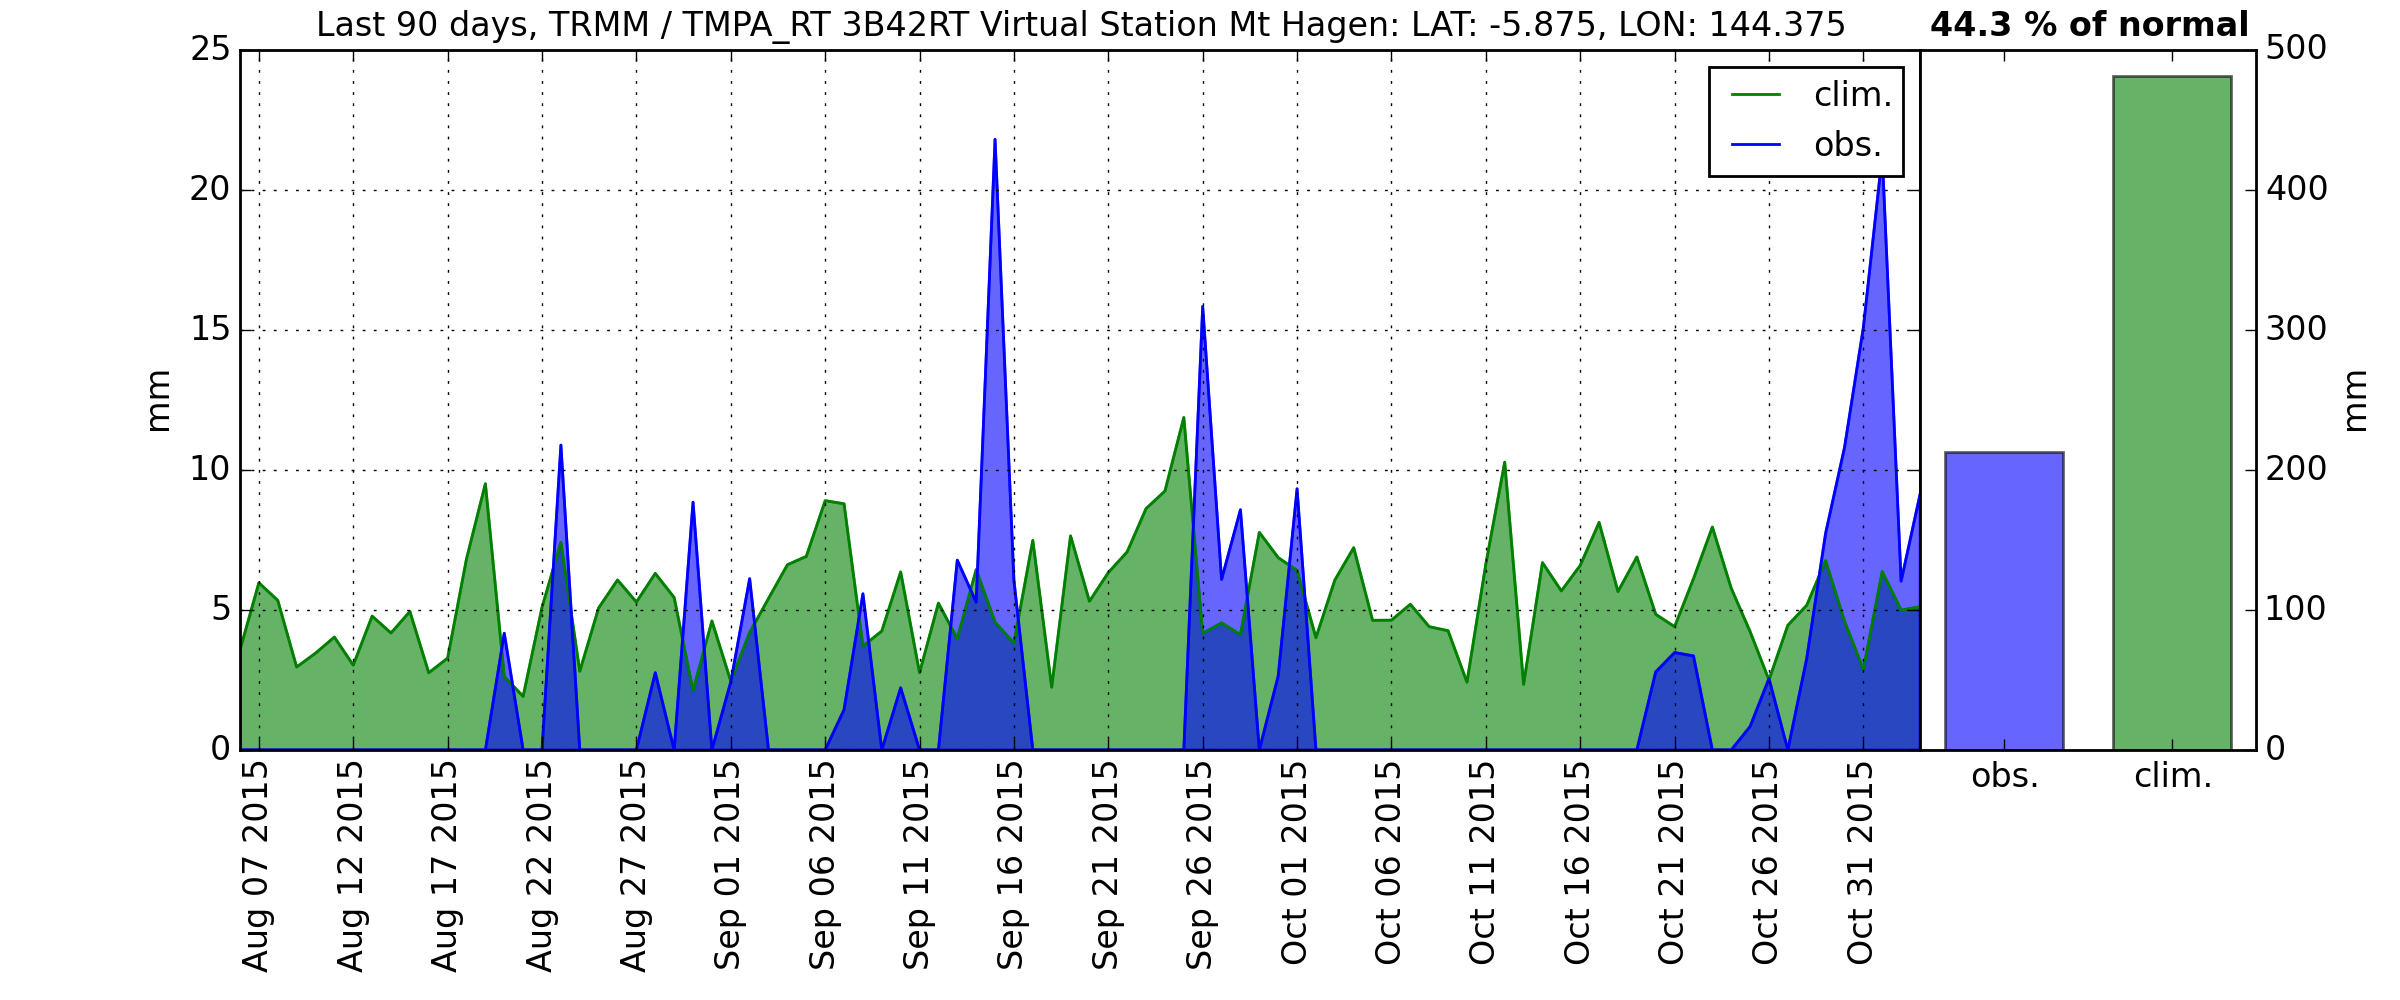 Last 90 days, TRMM / TMPA_RT 3B42RT Virtual Station Mt Hagen: LAT: -5.875, LON: 144.375
44.3 % of normal
25
20
15
10
5
0
mm
clim.
obs.
500
400
300
200
100
0
mm
Aug 07 2015
Aug 12 2015
Aug 17 2015
Aug 22 2015
Aug 27 2015
Sep 01 2015
Sep 06 2015
Sep 11 2015
Sep 16 2015
Sep 21 2015
Sep 26 2015
Oct 01 2015
Oct 06 2015
Oct 11 2015
Oct 16 2015
Oct 21 2015
Oct 26 2015
Oct 31 2015
obs.
clim.